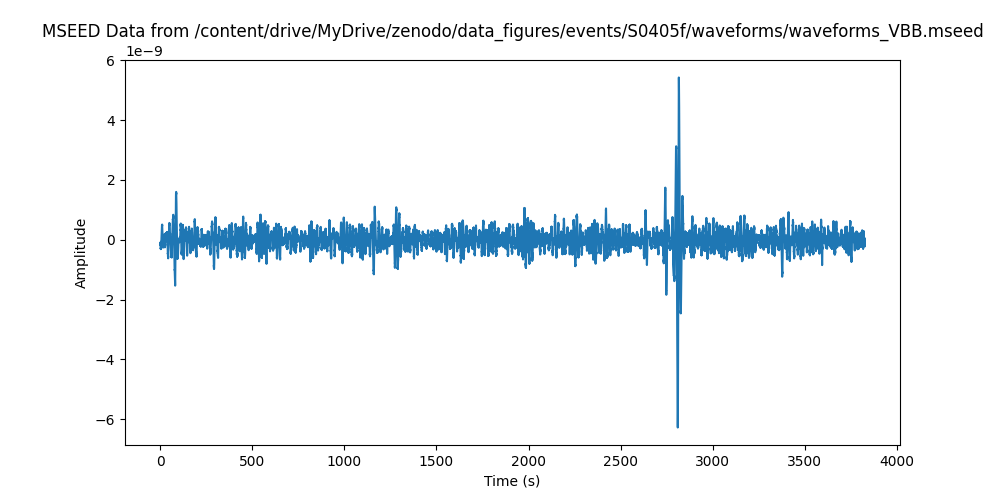 MSEED Data from /content/drive/MyDrive/zenodo/data_figures/events/S0405f/waveforms/waveforms_VBB.mseed
1e−9
6
4
2
0
−2
−4
−6
Amplitude
0 500 1000 1500 2000 2500 3000 3500 4000
Time (s)